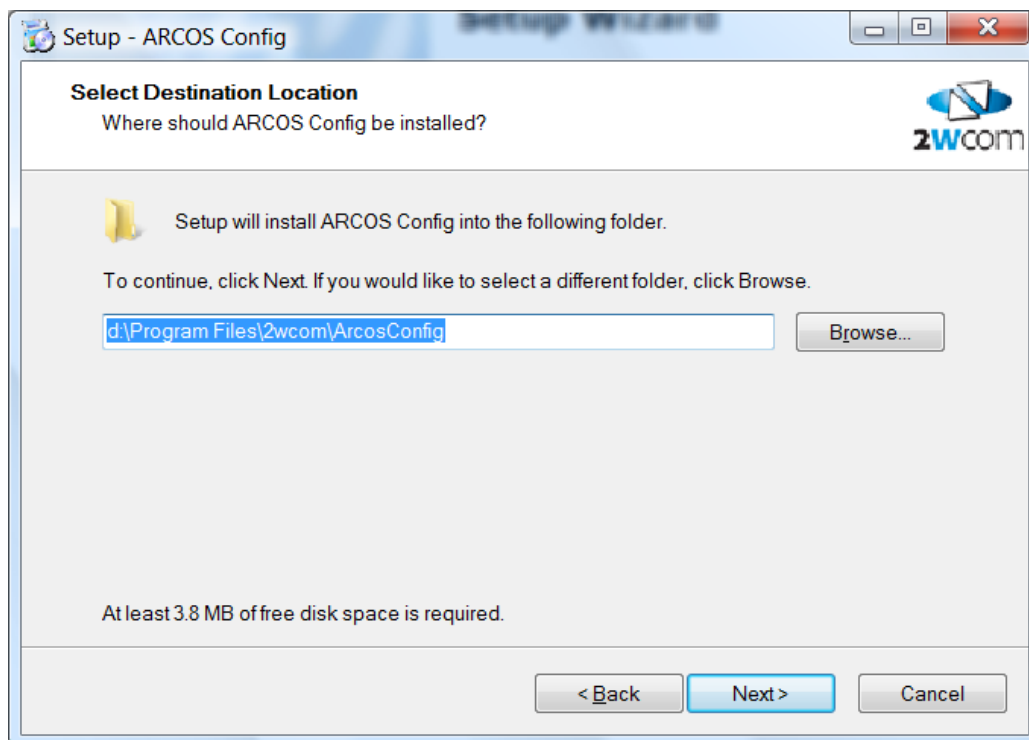 Setup Wizard
Setup - ARCOS Config
Select Destination Location
Where should ARCOS Config be installed?
2wcom
Setup will install ARCOS Config into the following folder.
To continue, click Next. If you would like to select a different folder, click Browse.
d:\Program Files\2wcom\ArcosConfig
Browse...
At least 3.8 MB of free disk space is required.
< Back
Next >
Cancel